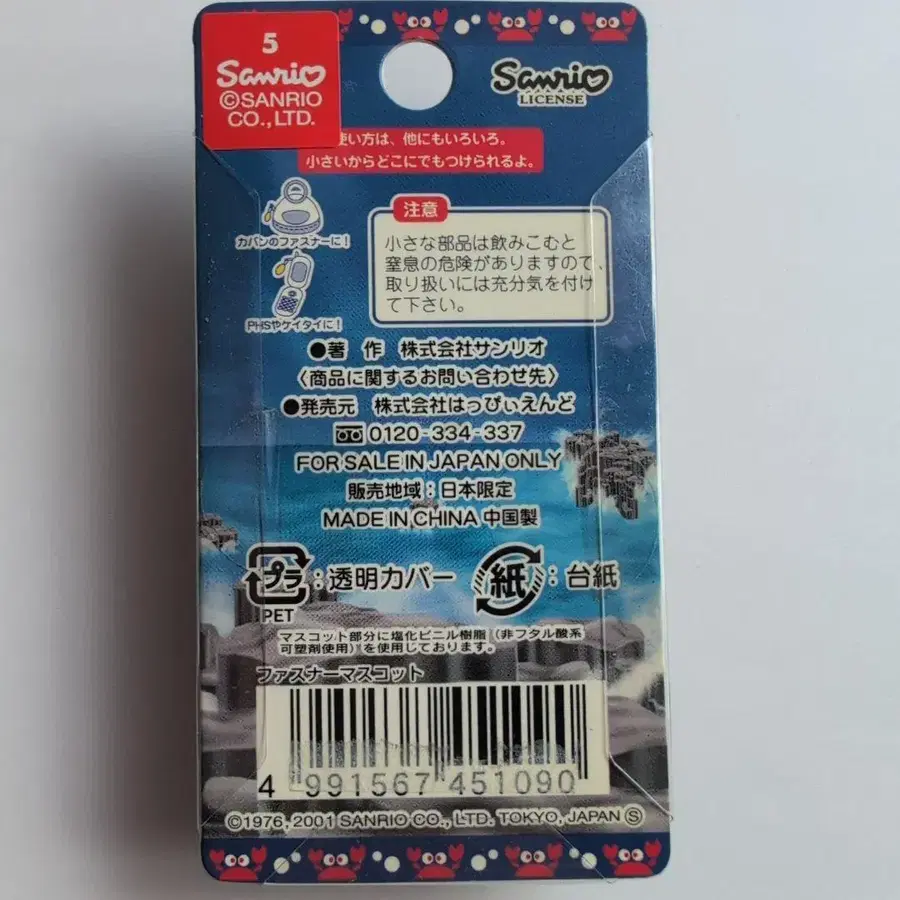 5
Sanrio
©SANRIO
CO.,LTD.
Sanrio
LICENSE
使い方は、他にもいろいろ。
小さいからどこにでもつけられるよ。
カバンのファスナーに!
PHSやケイタイに!
注意
小さな部品は飲みこむと
窒息の危険がありますので、
取り扱いには充分気を付け
て下さい。
●著 作 株式会社サンリオ
〈商品に関するお問い合わせ先〉
●発売元 株式会社はっぴぃえんど
0120-334-337
FOR SALE IN JAPAN ONLY
販売地域:日本限定
MADE IN CHINA 中国製
プラ:透明カバー 紙:台紙
PET
マスコット部分に塩化ビニル樹脂(非フタル酸系
可塑剤使用)を使用しております。
ファスナーマスコット
4 991567 451090
©1976, 2001 SANRIO CO., LTD. TOKYO, JAPAN Ⓢ